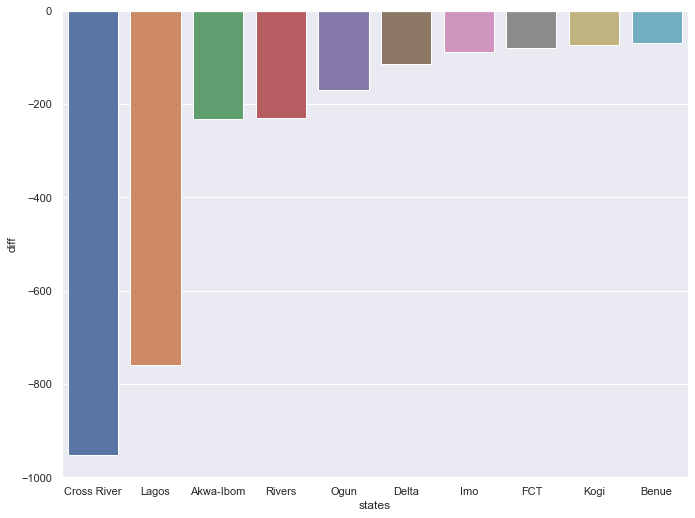 0
−200
−400
−600
−800
−1000
diff
Cross River Lagos Akwa-Ibom Rivers Ogun Delta Imo FCT Kogi Benue
states